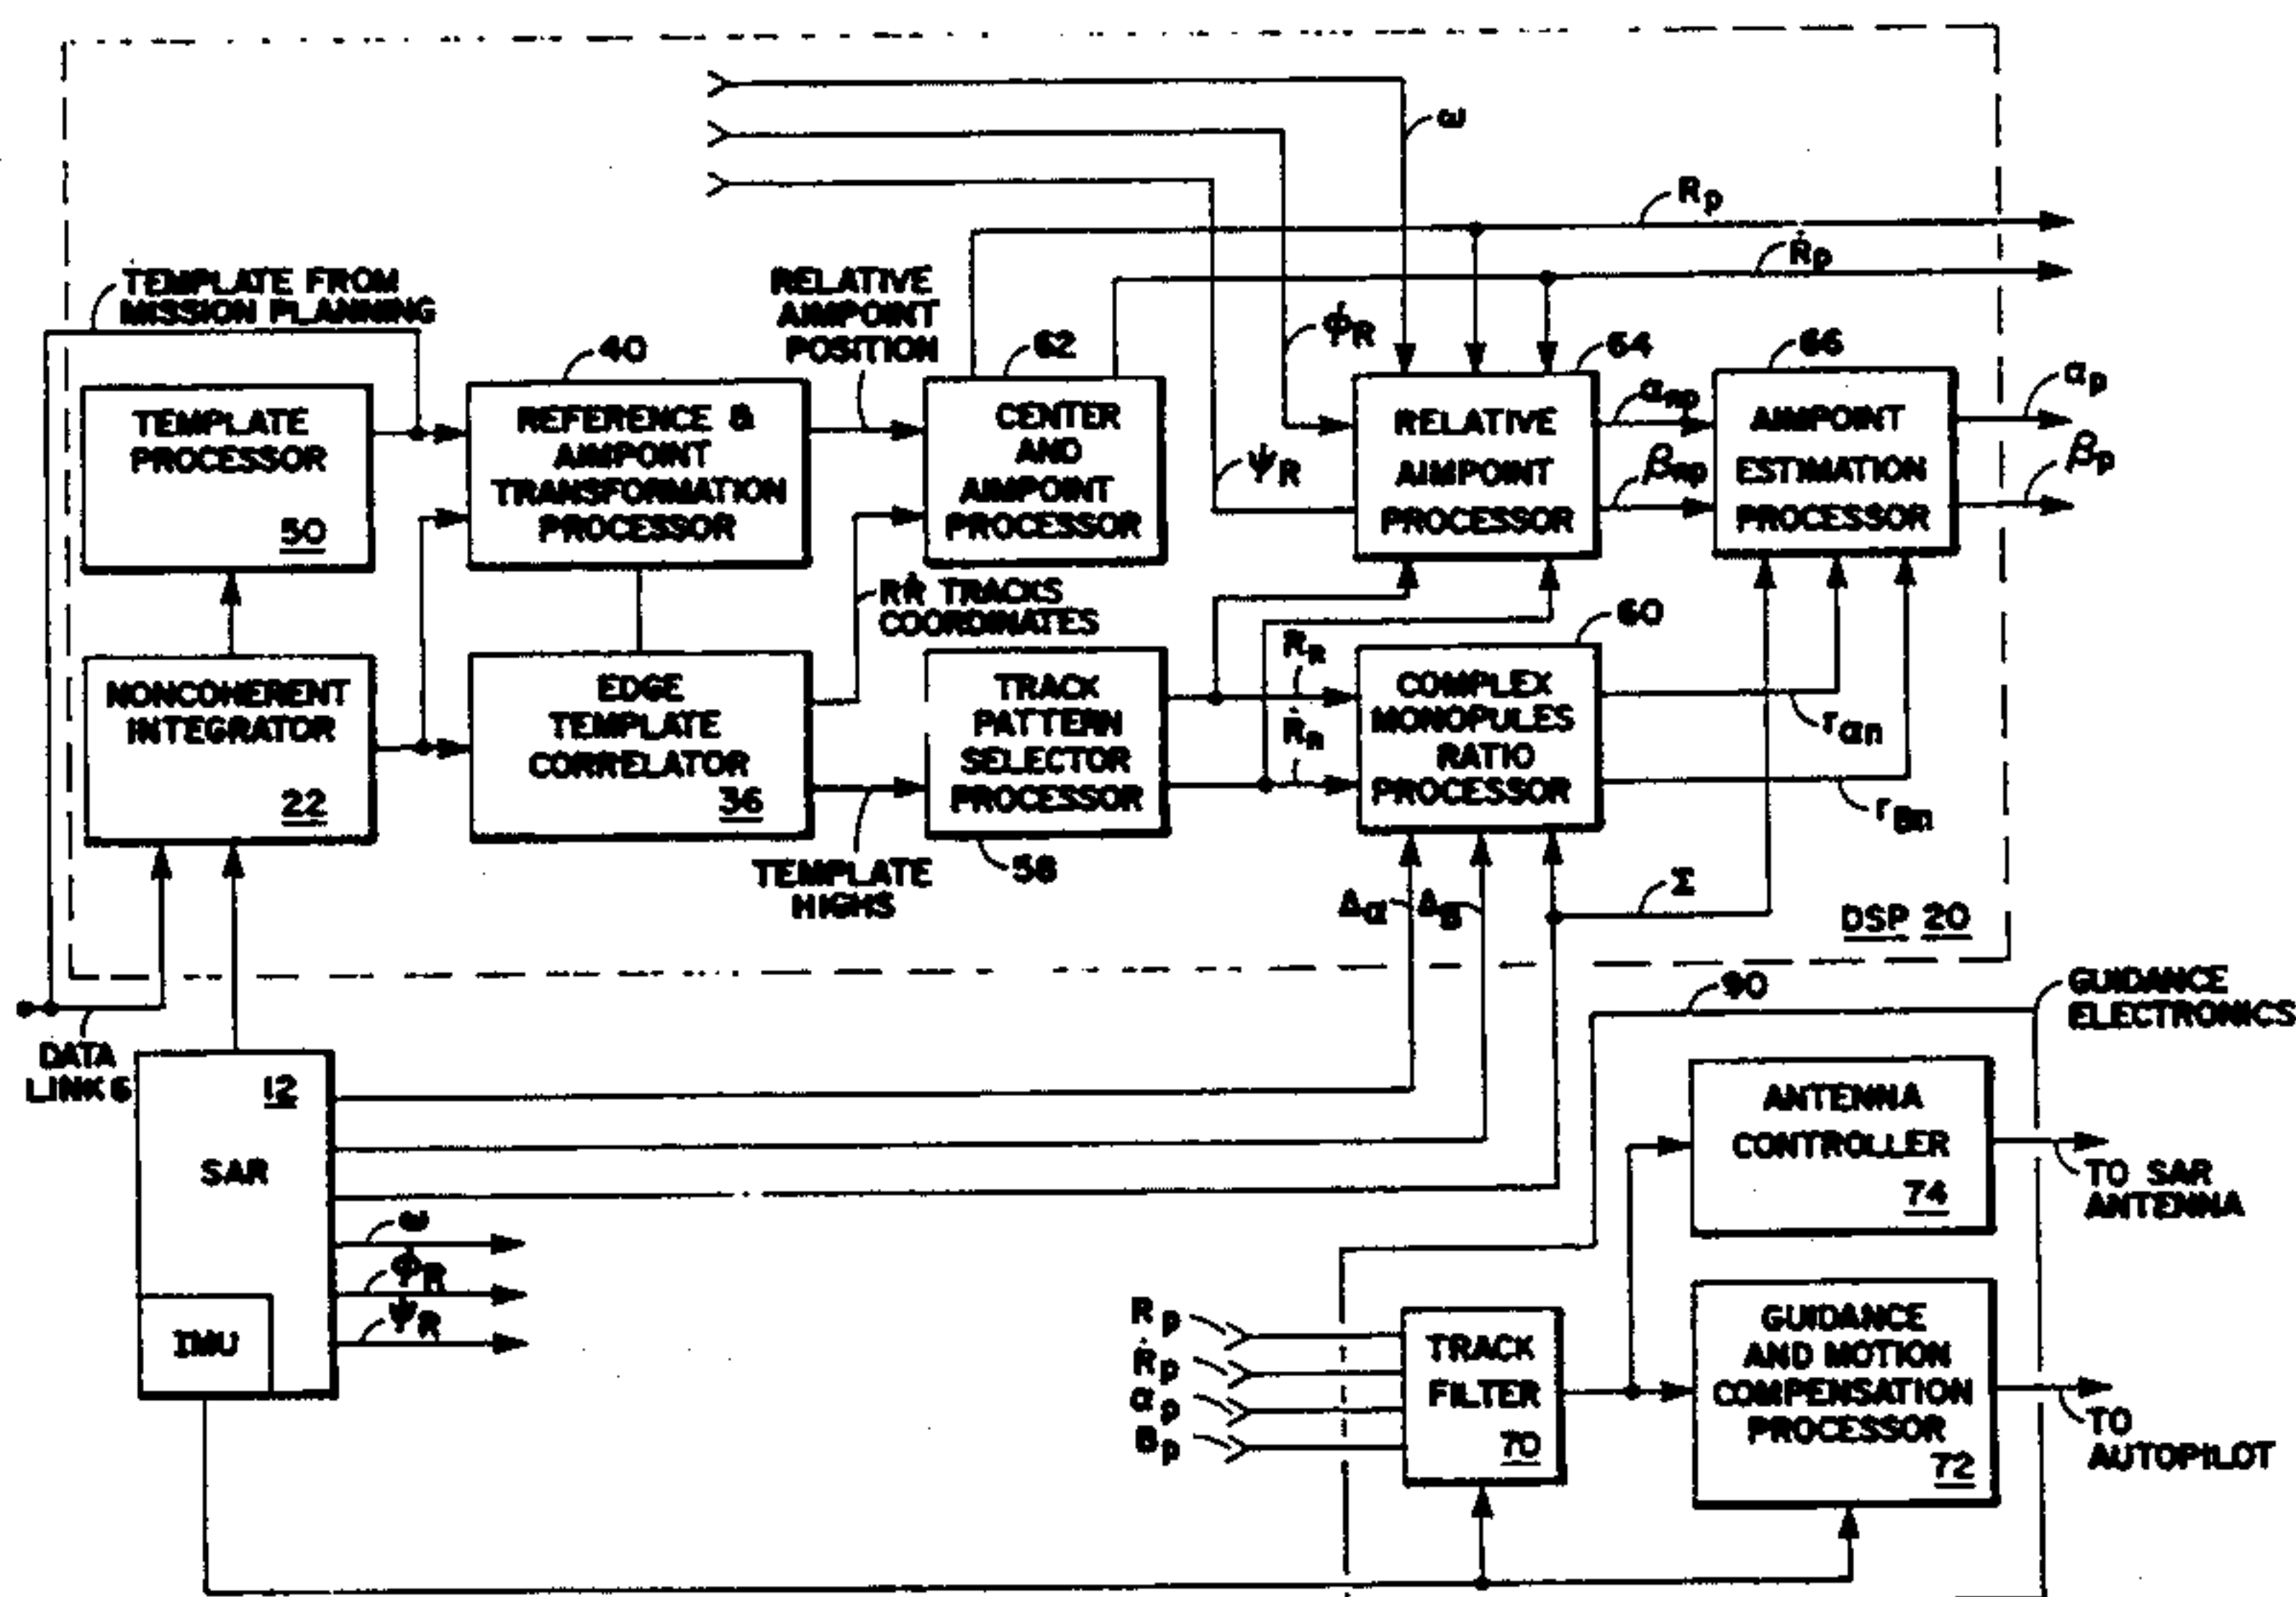 ω
Rp
Ṙp
TEMPLATE FROM
MISSION PLANNING
RELATIVE
AIMPOINT
POSITION
ϕR
ψR
40
62
64
66
TEMPLATE
PROCESSOR
50
REFERENCE &
AIMPOINT
TRANSFORMATION
PROCESSOR
CENTER
AND
AIMPOINT
PROCESSOR
RELATIVE
AIMPOINT
PROCESSOR
αnp
βnp
AIMPOINT
ESTIMATION
PROCESSOR
αp
βp
RṘ TRACKS
COORDINATES
60
NONCOHERENT
INTEGRATOR
22
EDGE
TEMPLATE
CORRELATOR
36
TRACK
PATTERN
SELECTOR
PROCESSOR
58
Rn
Ṙn
COMPLEX
MONOPULES
RATIO
PROCESSOR
rαn
rBn
TEMPLATE
HIGHS
Δα
ΔB
Σ
DSP 20
DATA
LINK 6
90
GUIDANCE
ELECTRONICS
12
SAR
IMU
ω
ϕR
ψR
ANTENNA
CONTROLLER
74
TO SAR
ANTENNA
Rp
Ṙp
αp
Bp
TRACK
FILTER
70
GUIDANCE
AND MOTION
COMPENSATION
PROCESSOR
72
TO
AUTOPILOT